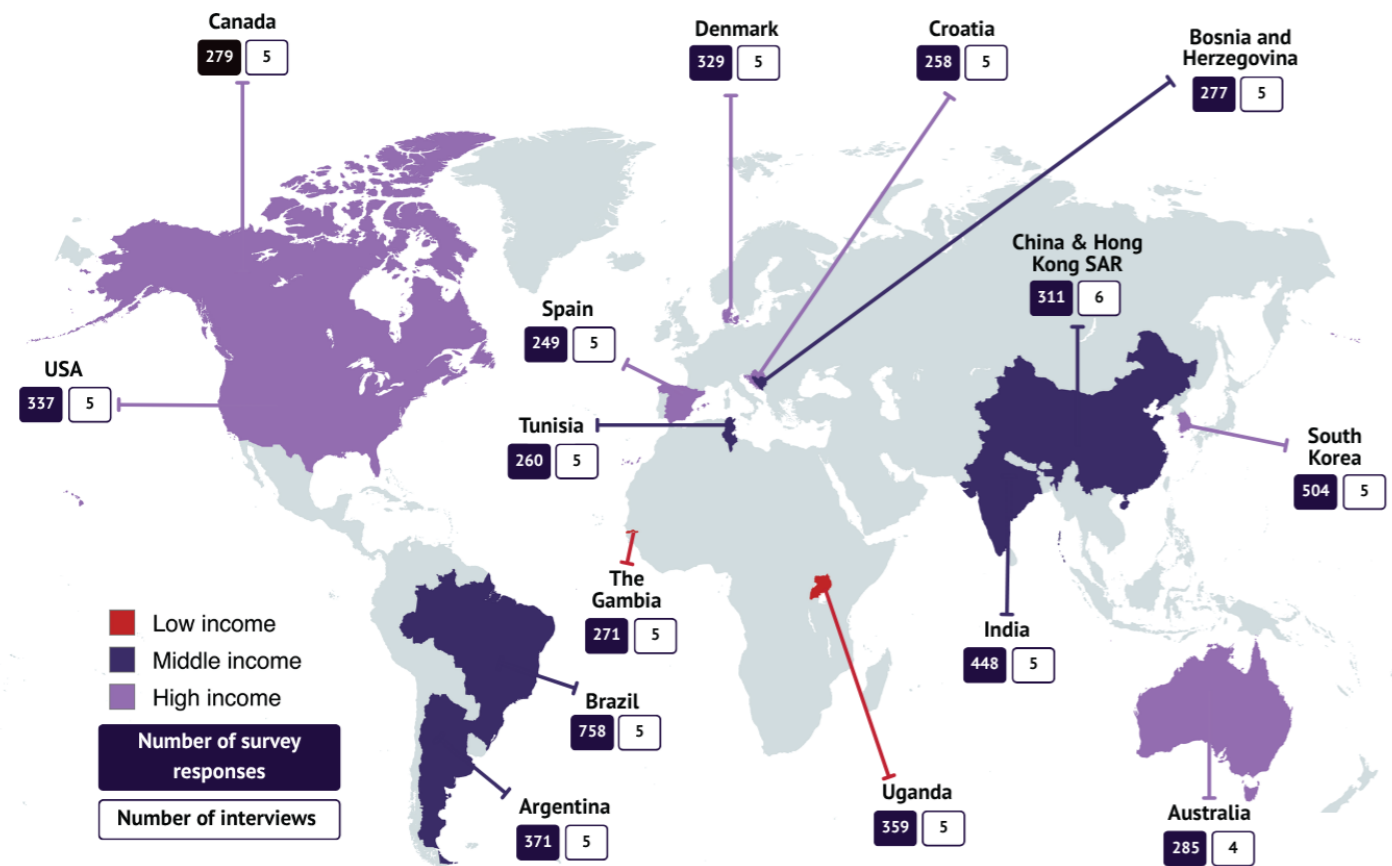 Canada
279 5
Denmark
329 5
Croatia
258 5
Bosnia and
Herzegovina
277 5
China & Hong
Kong SAR
311 6
Spain
249 5
USA
337 5
Tunisia
260 5
South
Korea
504 5
The
Gambia
271 5
India
448 5
Low income
Middle income
High income
Brazil
758 5
Number of survey
responses
Number of interviews
Argentina
371 5
Uganda
359 5
Australia
285 4